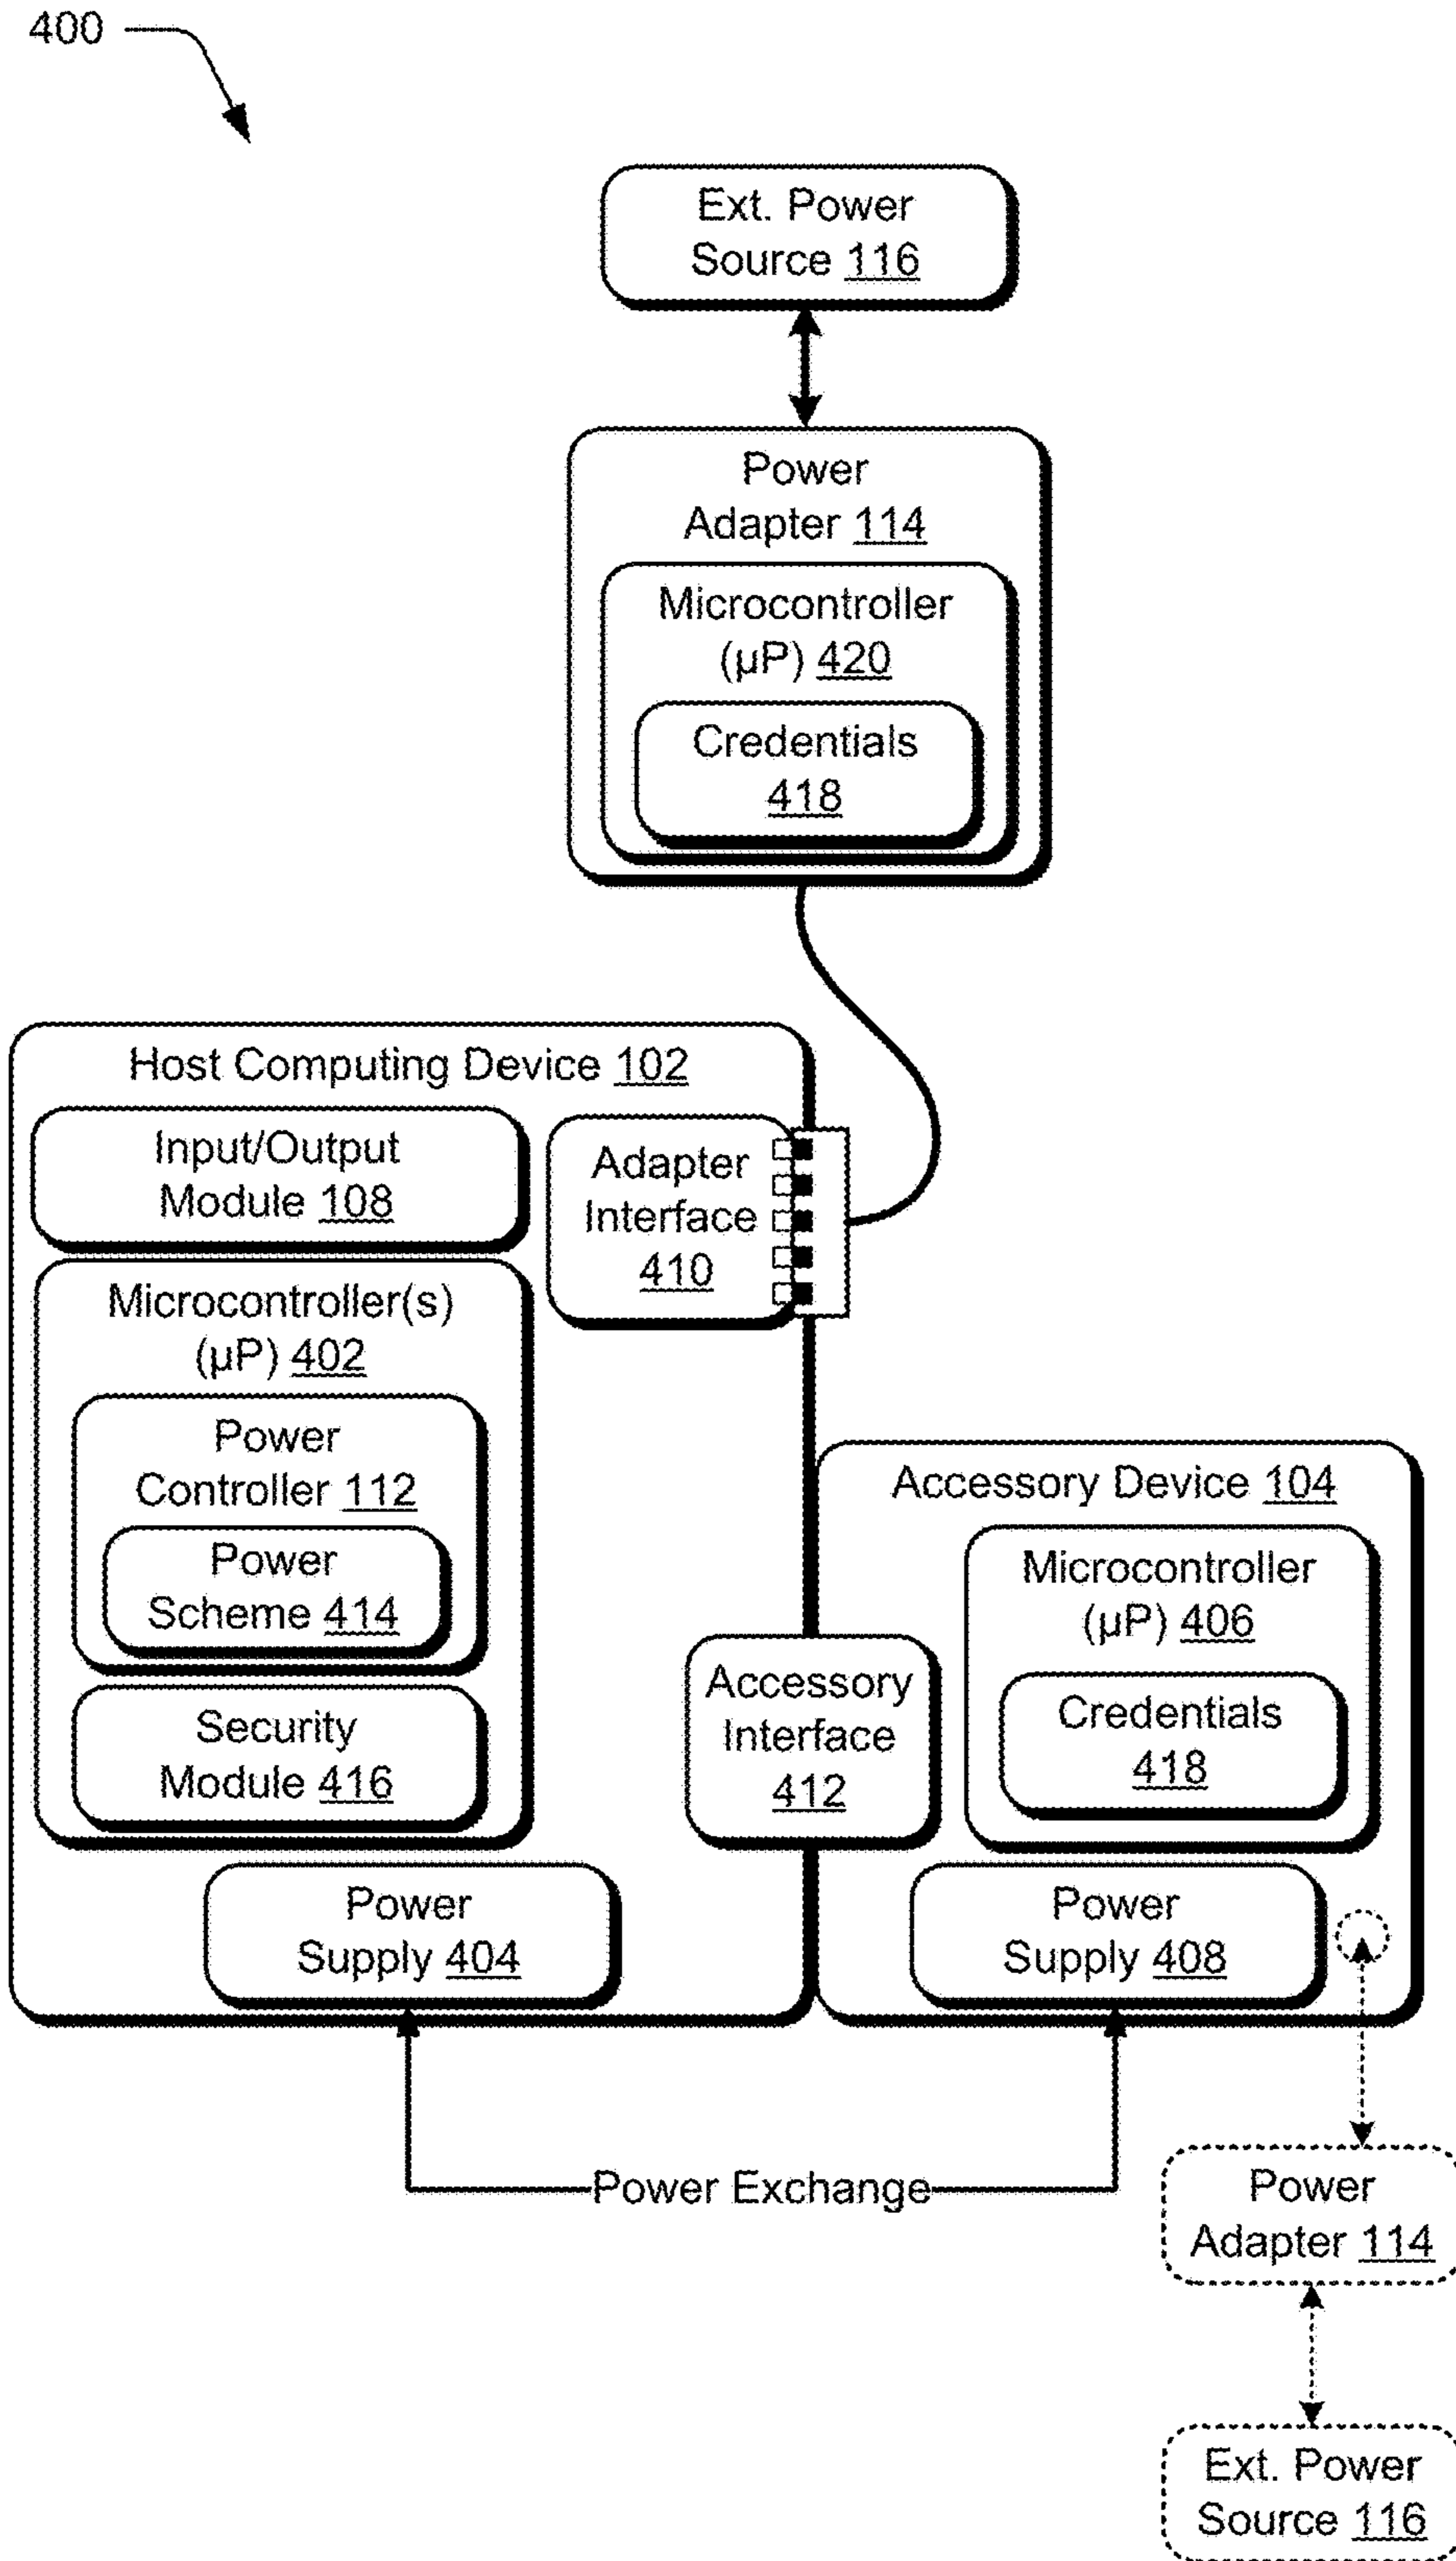 400
Ext. Power
Source 116
Power
Adapter 114
Microcontroller
(µP) 420
Credentials
418
Host Computing Device 102
Input/Output
Module 108
Adapter
Interface
410
Microcontroller(s)
(µP) 402
Power
Controller 112
Power
Scheme 414
Security
Module 416
Power
Supply 404
Accessory
Interface
412
Accessory Device 104
Microcontroller
(µP) 406
Credentials
418
Power
Supply 408
Power Exchange
Power
Adapter 114
Ext. Power
Source 116